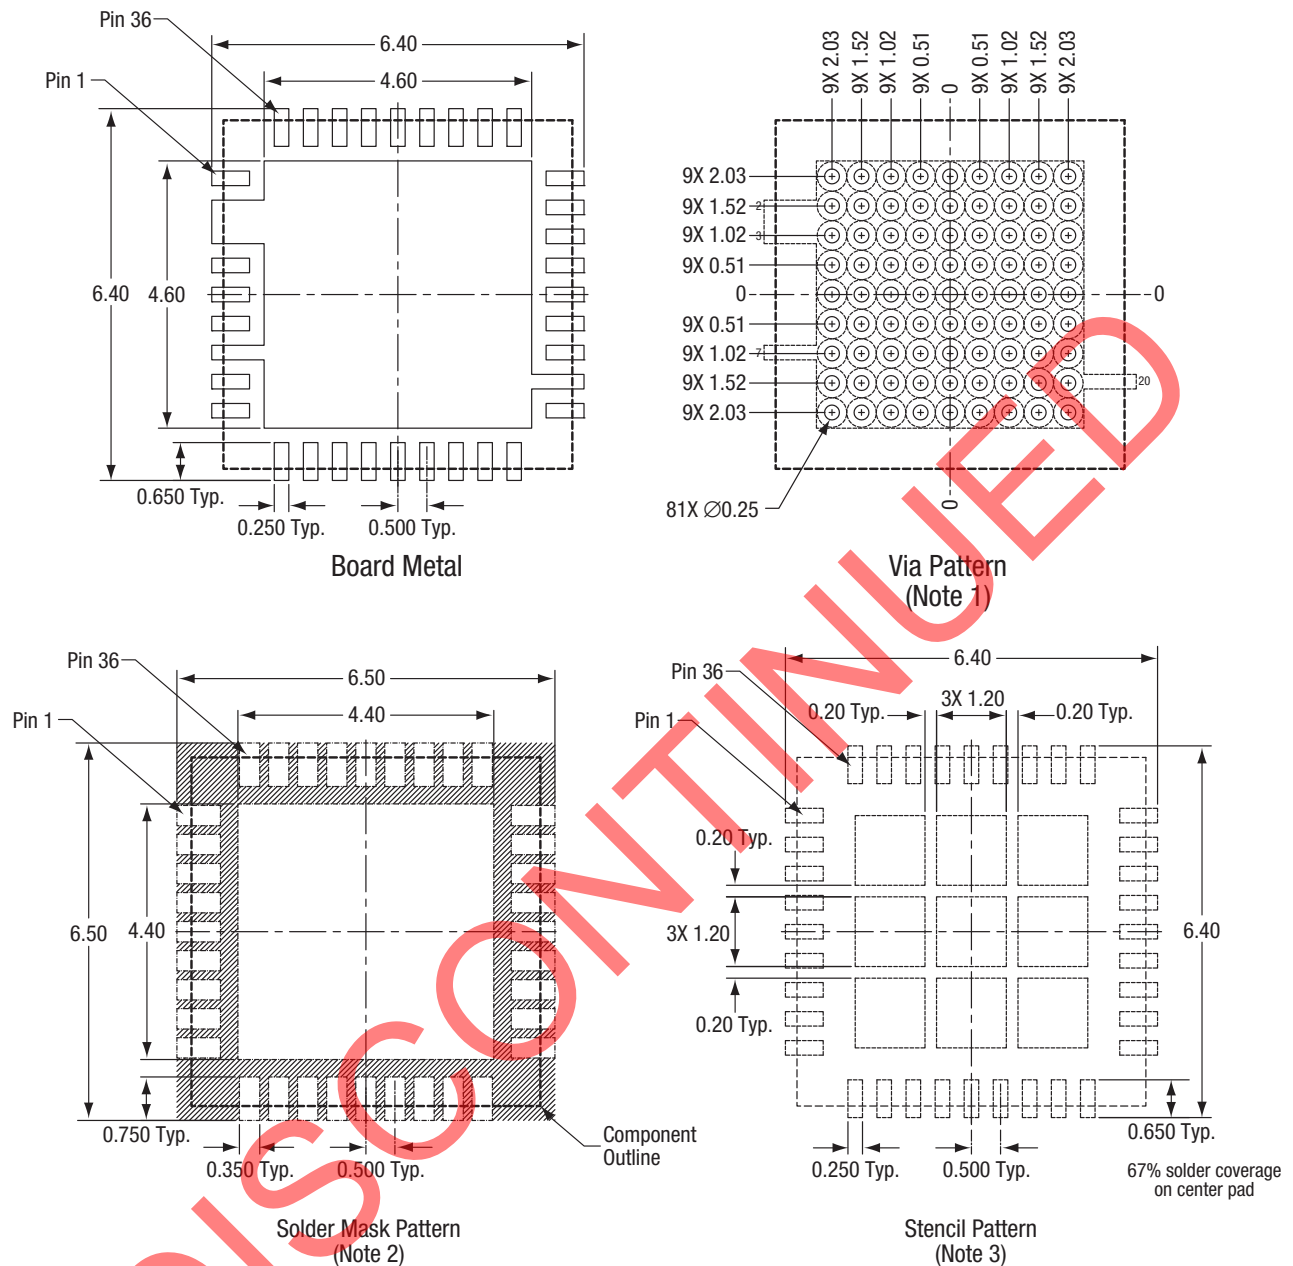 Pin 36
6.40
4.60
Pin 1
6.40
4.60
0.650 Typ.
0.250 Typ.
0.500 Typ.
Board Metal
9X 2.03
9X 1.52
9X 1.02
9X 0.51
0
9X 0.51
9X 1.02
9X 1.52
9X 2.03
9X 2.03
9X 1.52
2
9X 1.02
3
9X 0.51
0
0
9X 0.51
9X 1.02
7
9X 1.52
20
9X 2.03
81X Ø0.25
0
Via Pattern
(Note 1)
Pin 36
6.50
4.40
Pin 1
6.50
4.40
0.750 Typ.
0.350 Typ.
0.500 Typ.
Component
Outline
Solder Mask Pattern
(Note 2)
6.40
Pin 36
3X 1.20
0.20 Typ.
0.20 Typ.
Pin 1
0.20 Typ.
3X 1.20
6.40
0.20 Typ.
0.650 Typ.
0.250 Typ.
0.500 Typ.
67% solder coverage
on center pad
Stencil Pattern
(Note 3)
DISCONTINUED